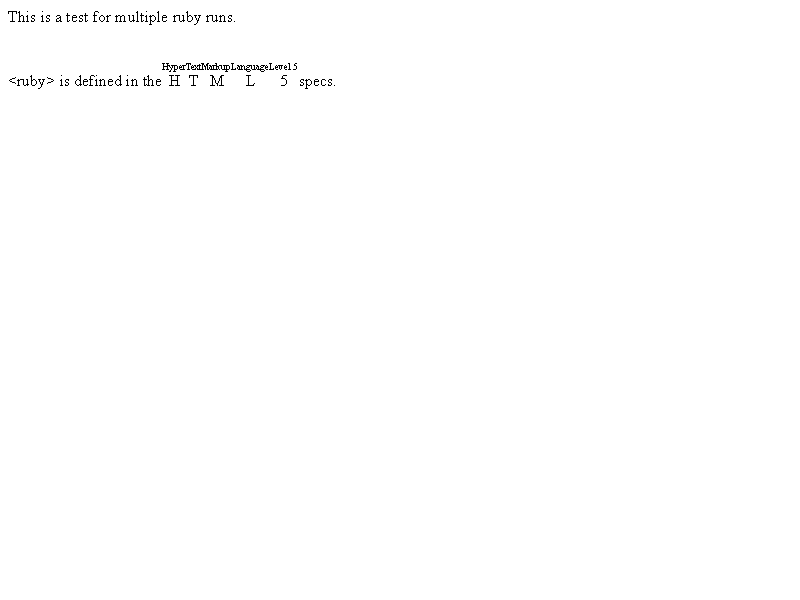 This is a test for multiple ruby runs.
HyperTextMarkupLanguageLevel 5
<ruby> is defined in the H T M L 5 specs.